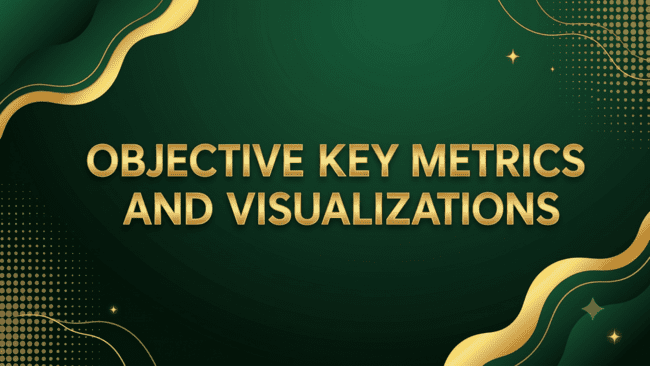 OBJECTIVE KEY METRICS
AND VISUALIZATIONS